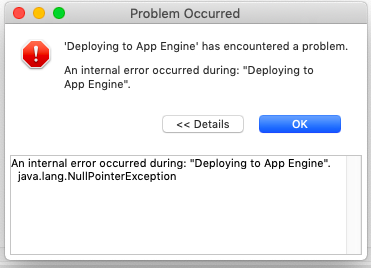 Problem Occurred
'Deploying to App Engine' has encountered a problem.
An internal error occurred during: "Deploying to
App Engine".
<< Details
OK
An internal error occurred during: "Deploying to App Engine".
java.lang.NullPointerException